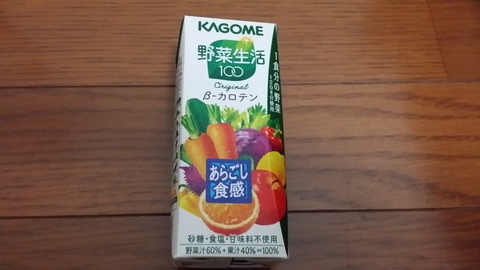 KAGOME
野菜生活
100
Original
β-カロテン
1食分の野菜
あらごし
食感
砂糖・食塩・甘味料不使用
野菜汁60%+果汁40%=100%